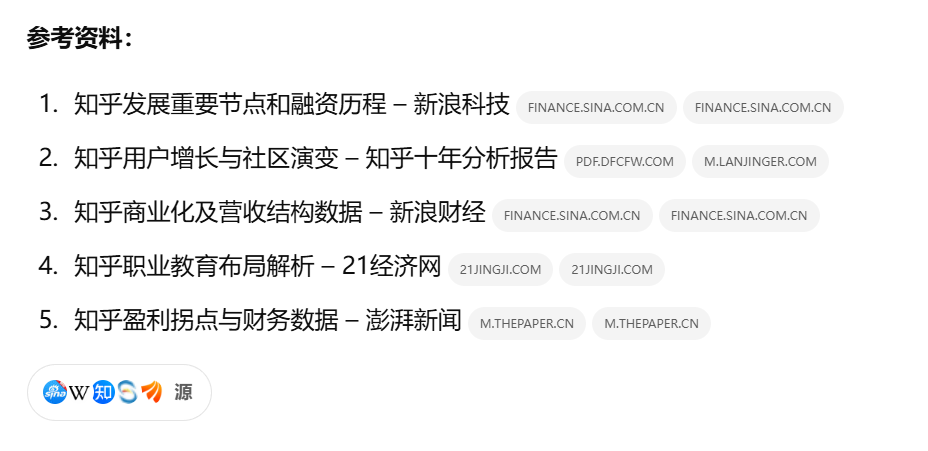 参考资料：
1. 知乎发展重要节点和融资历程 – 新浪科技 FINANCE.SINA.COM.CN FINANCE.SINA.COM.CN
2. 知乎用户增长与社区演变 – 知乎十年分析报告 PDF.DFCFW.COM M.LANJINGER.COM
3. 知乎商业化及营收结构数据 – 新浪财经 FINANCE.SINA.COM.CN FINANCE.SINA.COM.CN
4. 知乎职业教育布局解析 – 21经济网 21JINGJI.COM 21JINGJI.COM
5. 知乎盈利拐点与财务数据 – 澎湃新闻 M.THEPAPER.CN M.THEPAPER.CN
sina W 知 源